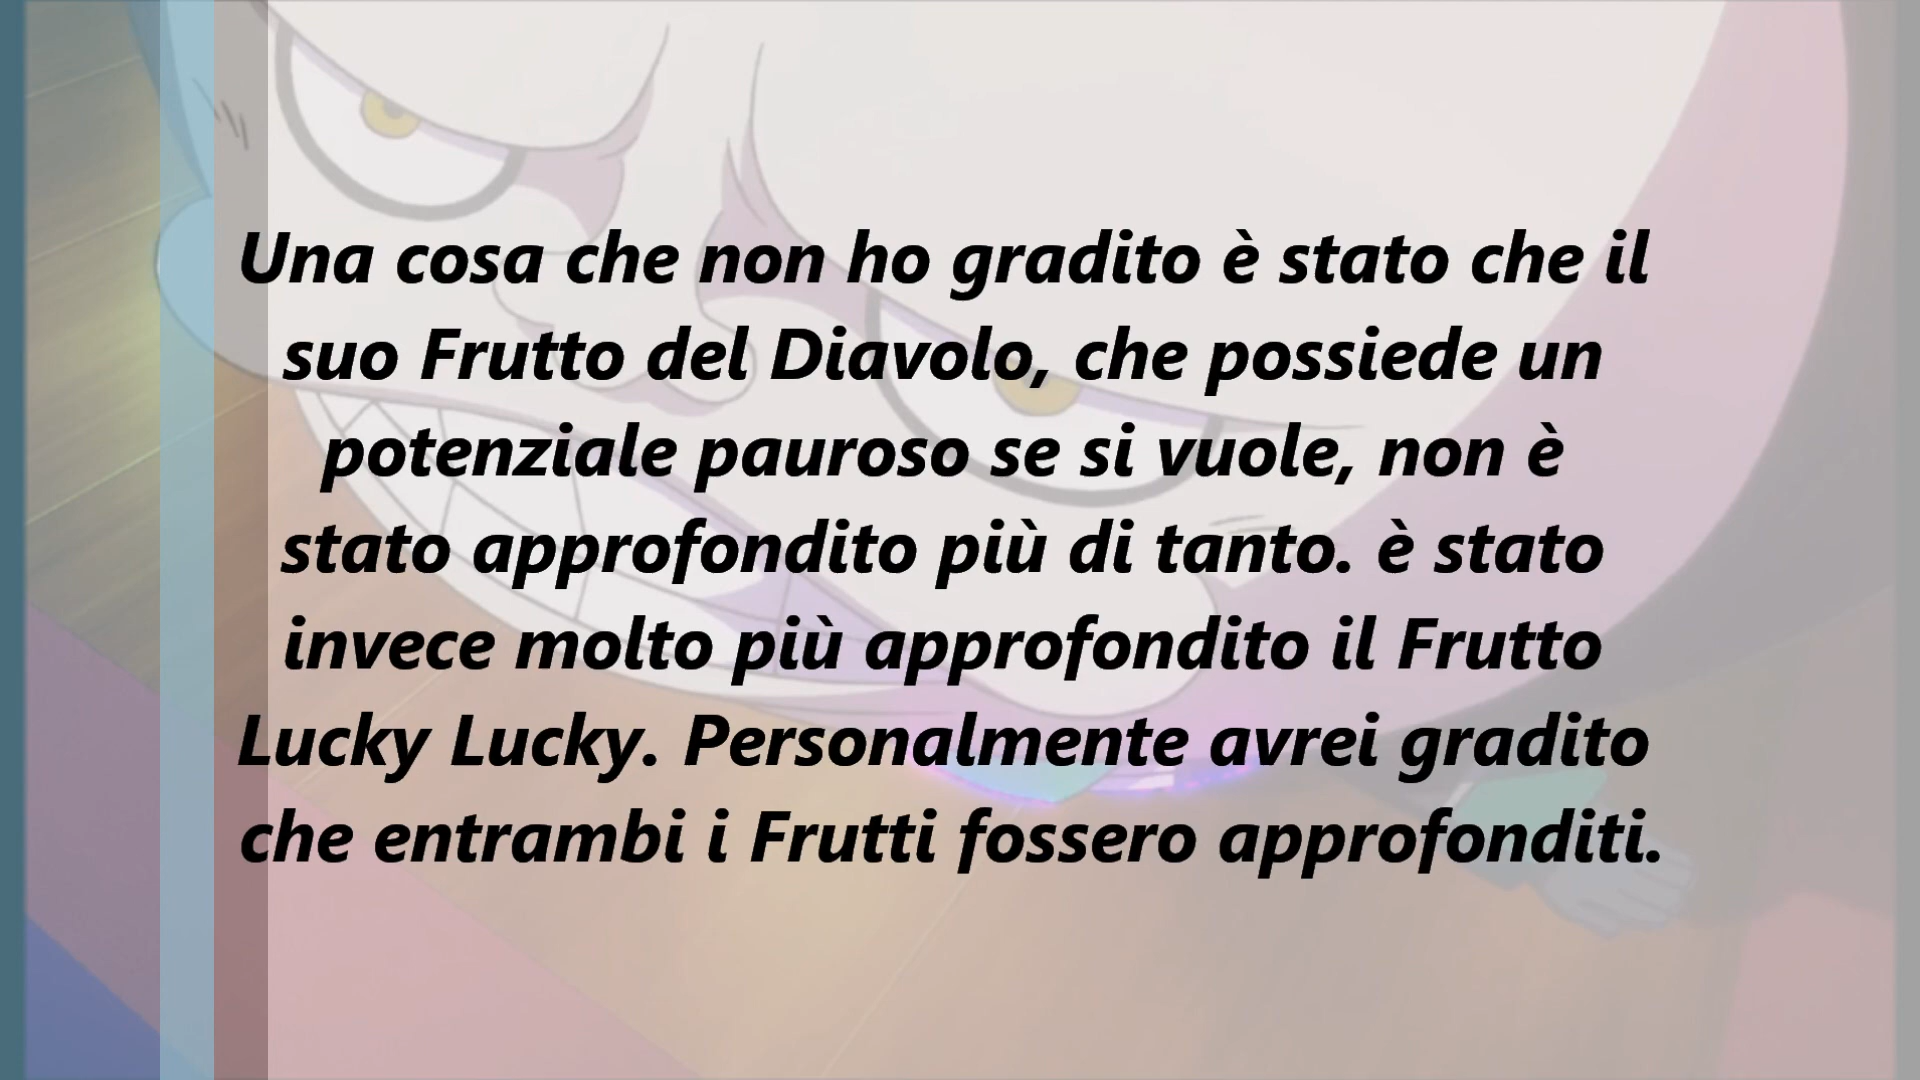 Una cosa che non ho gradito è stato che il
suo Frutto del Diavolo, che possiede un
potenziale pauroso se si vuole, non è
stato approfondito più di tanto. è stato
invece molto più approfondito il Frutto
Lucky Lucky. Personalmente avrei gradito
che entrambi i Frutti fossero approfonditi.